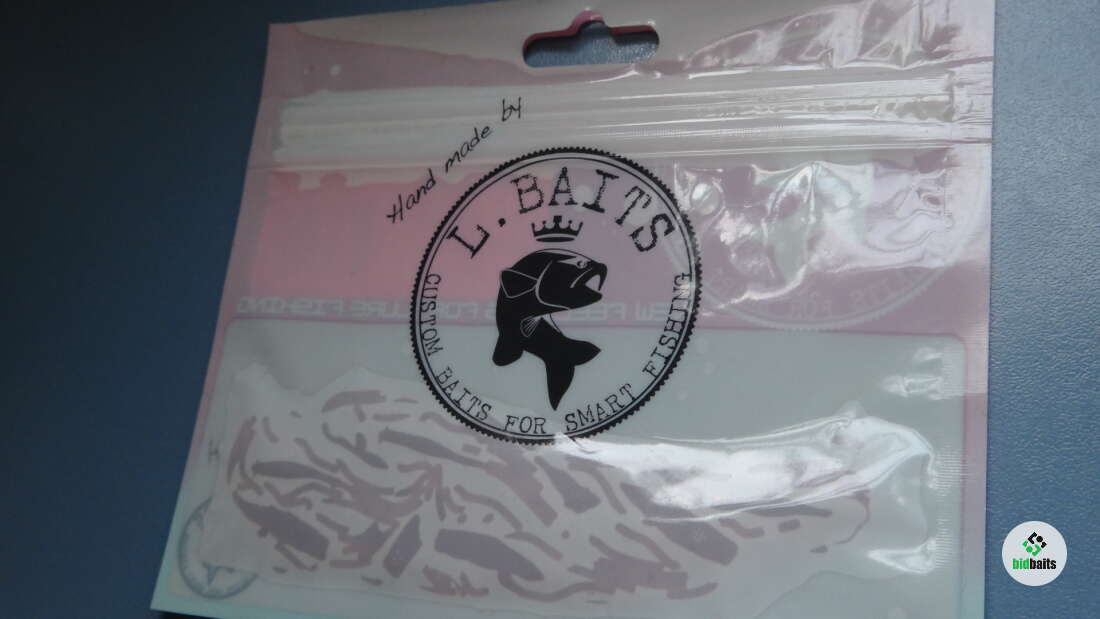 Hand made by
L.BAITS
CUSTOM BAITS FOR SMART FISHING
bidbaits